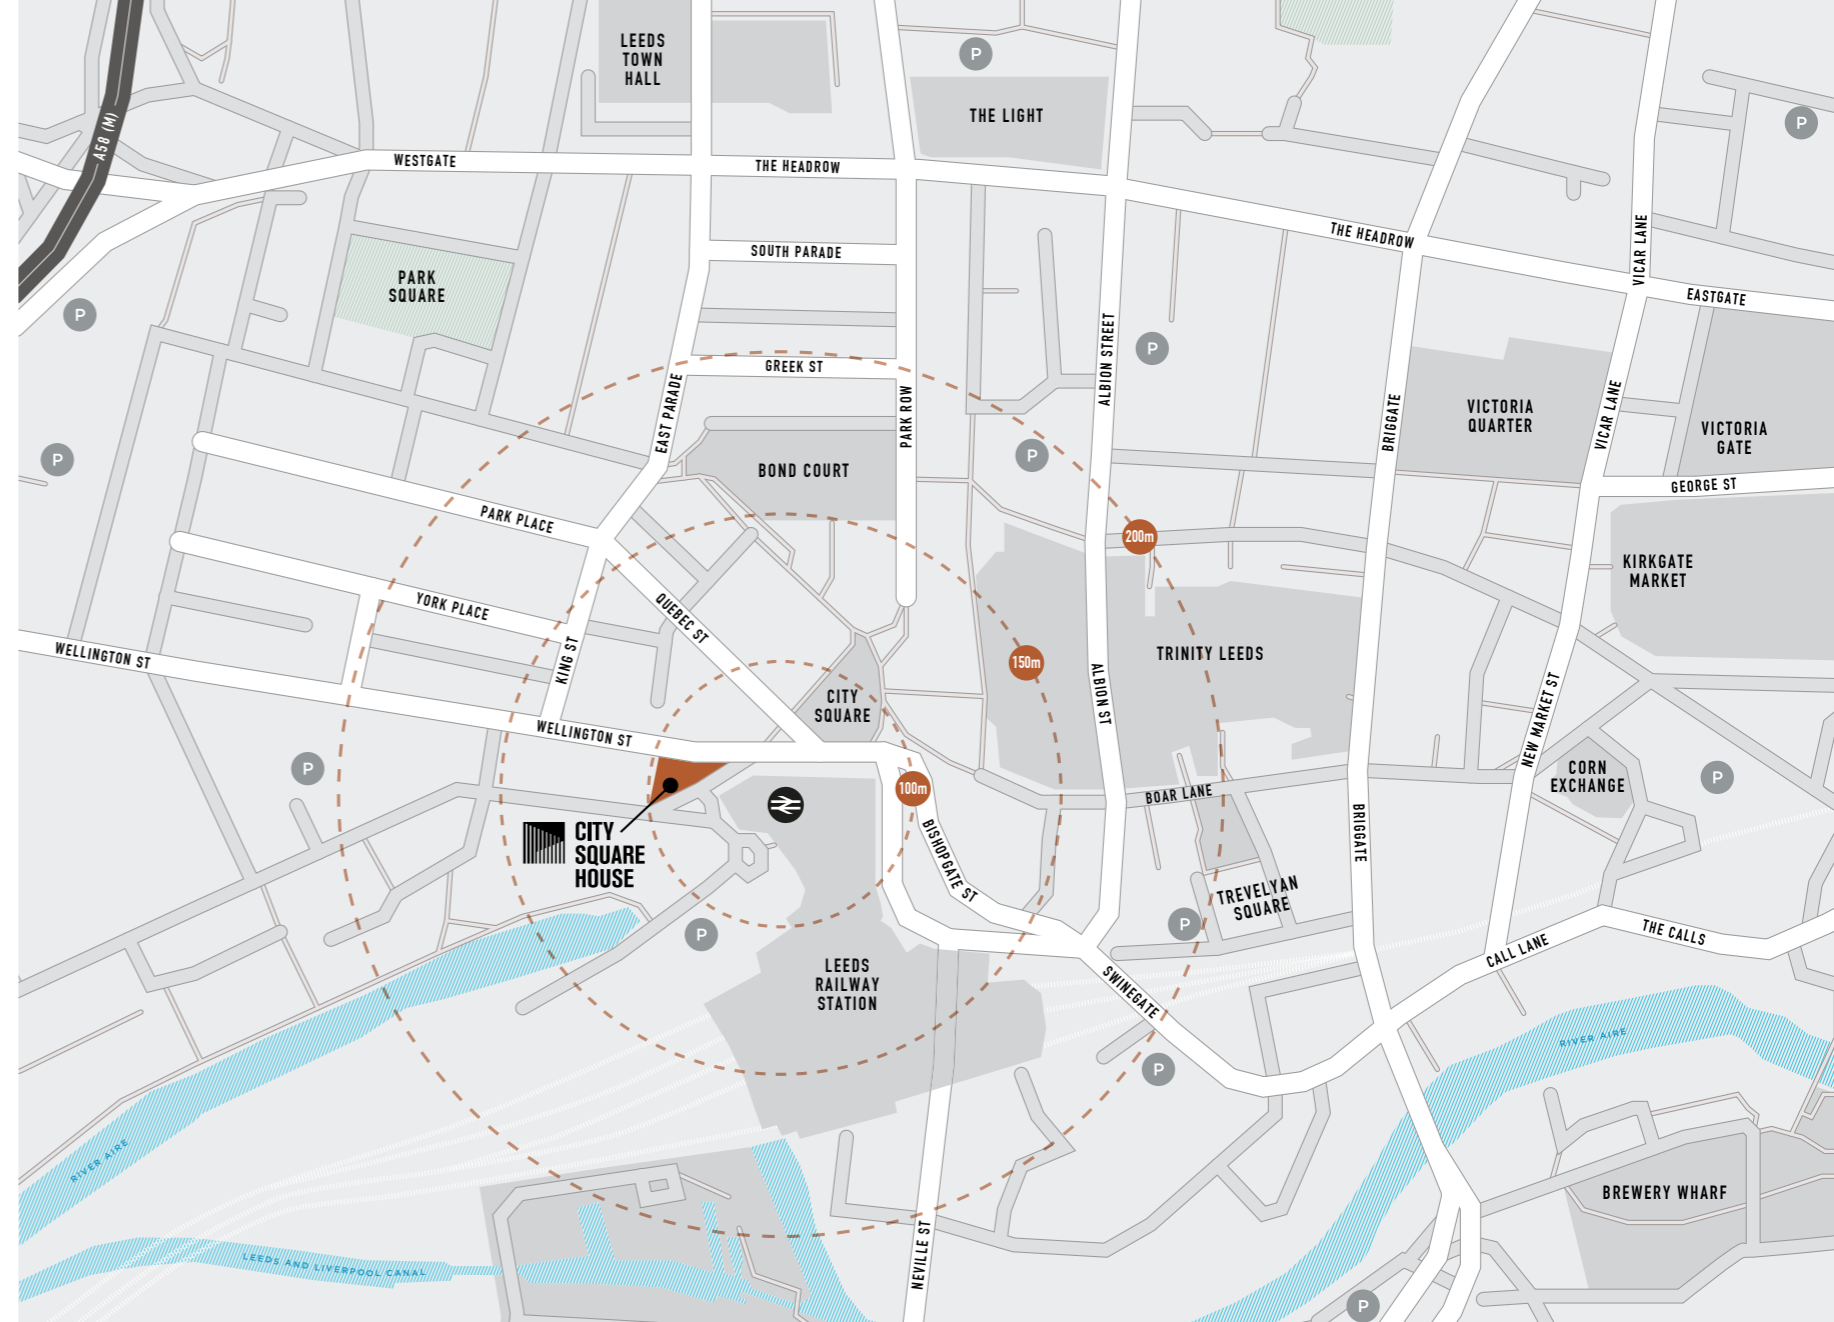 LEEDS
TOWN
HALL
P
THE LIGHT
P
A58 (M)
WESTGATE
THE HEADROW
THE HEADROW
VICAR LANE
EASTGATE
SOUTH PARADE
PARK
SQUARE
P
P
ALBION STREET
GREEK ST
EAST PARADE
PARK ROW
BRIGGATE
VICTORIA
QUARTER
VICAR LANE
VICTORIA
GATE
P
P
BOND COURT
GEORGE ST
PARK PLACE
200m
KIRKGATE
MARKET
YORK PLACE
QUEBEC ST
WELLINGTON ST
KING ST
150m
TRINITY LEEDS
ALBION ST
CITY
SQUARE
NEW MARKET ST
WELLINGTON ST
P
100m
BOAR LANE
CORN
EXCHANGE
P
CITY
SQUARE
HOUSE
BISHOPGATE ST
BRIGGATE
TREVELYAN
SQUARE
P
P
THE CALLS
CALL LANE
LEEDS
RAILWAY
STATION
SWINEGATE
RIVER AIRE
P
RIVER AIRE
BREWERY WHARF
NEVILLE ST
LEEDS AND LIVERPOOL CANAL
P